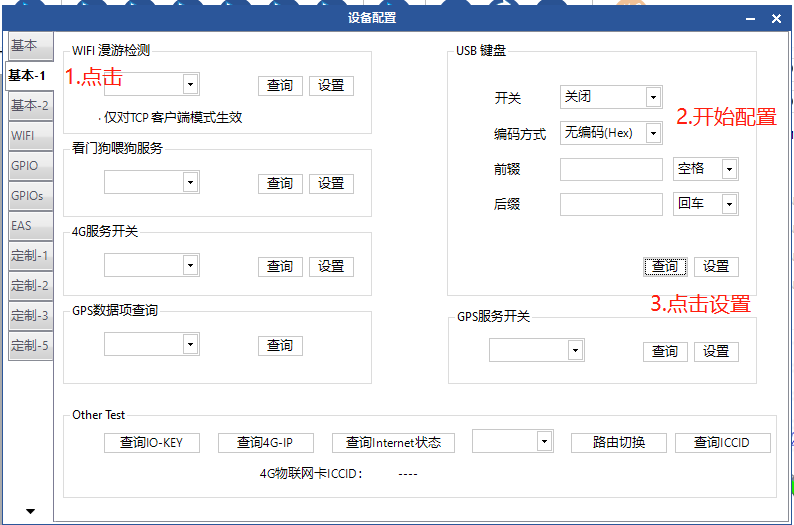 设备配置
基本
基本-1
基本-2
WIFI
GPIO
GPIOs
EAS
定制-1
定制-2
定制-3
定制-5
WIFI 漫游检测
1.点击
查询
设置
仅对TCP 客户端模式生效
看门狗喂狗服务
查询
设置
4G服务开关
查询
设置
GPS数据项查询
查询
USB 键盘
开关
关闭
2.开始配置
编码方式
无编码(Hex)
前缀
空格
后缀
回车
查询
设置
3.点击设置
GPS服务开关
查询
设置
Other Test
查询IO-KEY
查询4G-IP
查询Internet状态
路由切换
查询ICCID
4G物联网卡ICCID：
----